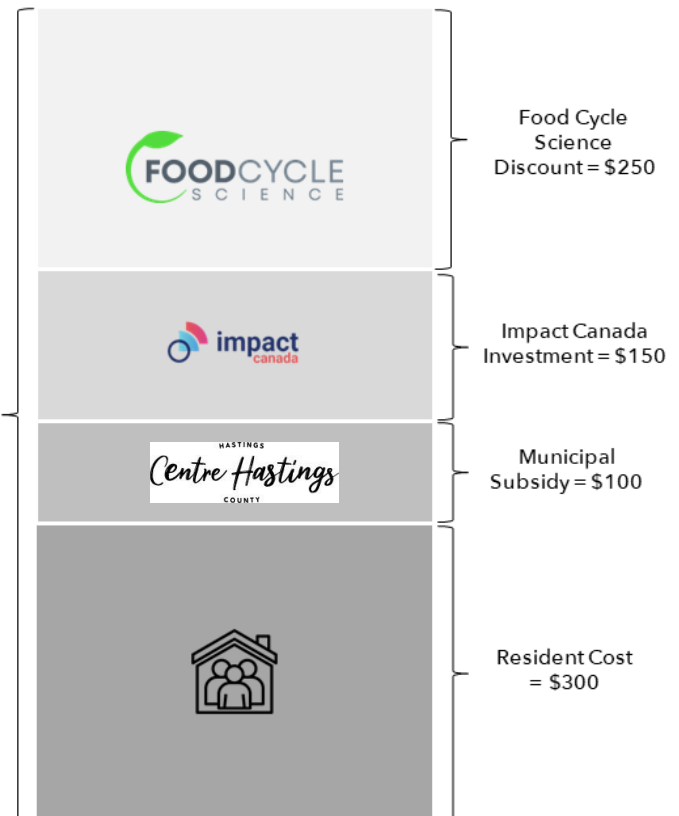 FOODCYCLE
SCIENCE
Food Cycle
Science
Discount = $250
impact
canada
Impact Canada
Investment = $150
HASTINGS
Centre Hastings
COUNTY
Municipal
Subsidy = $100
Resident Cost
= $300